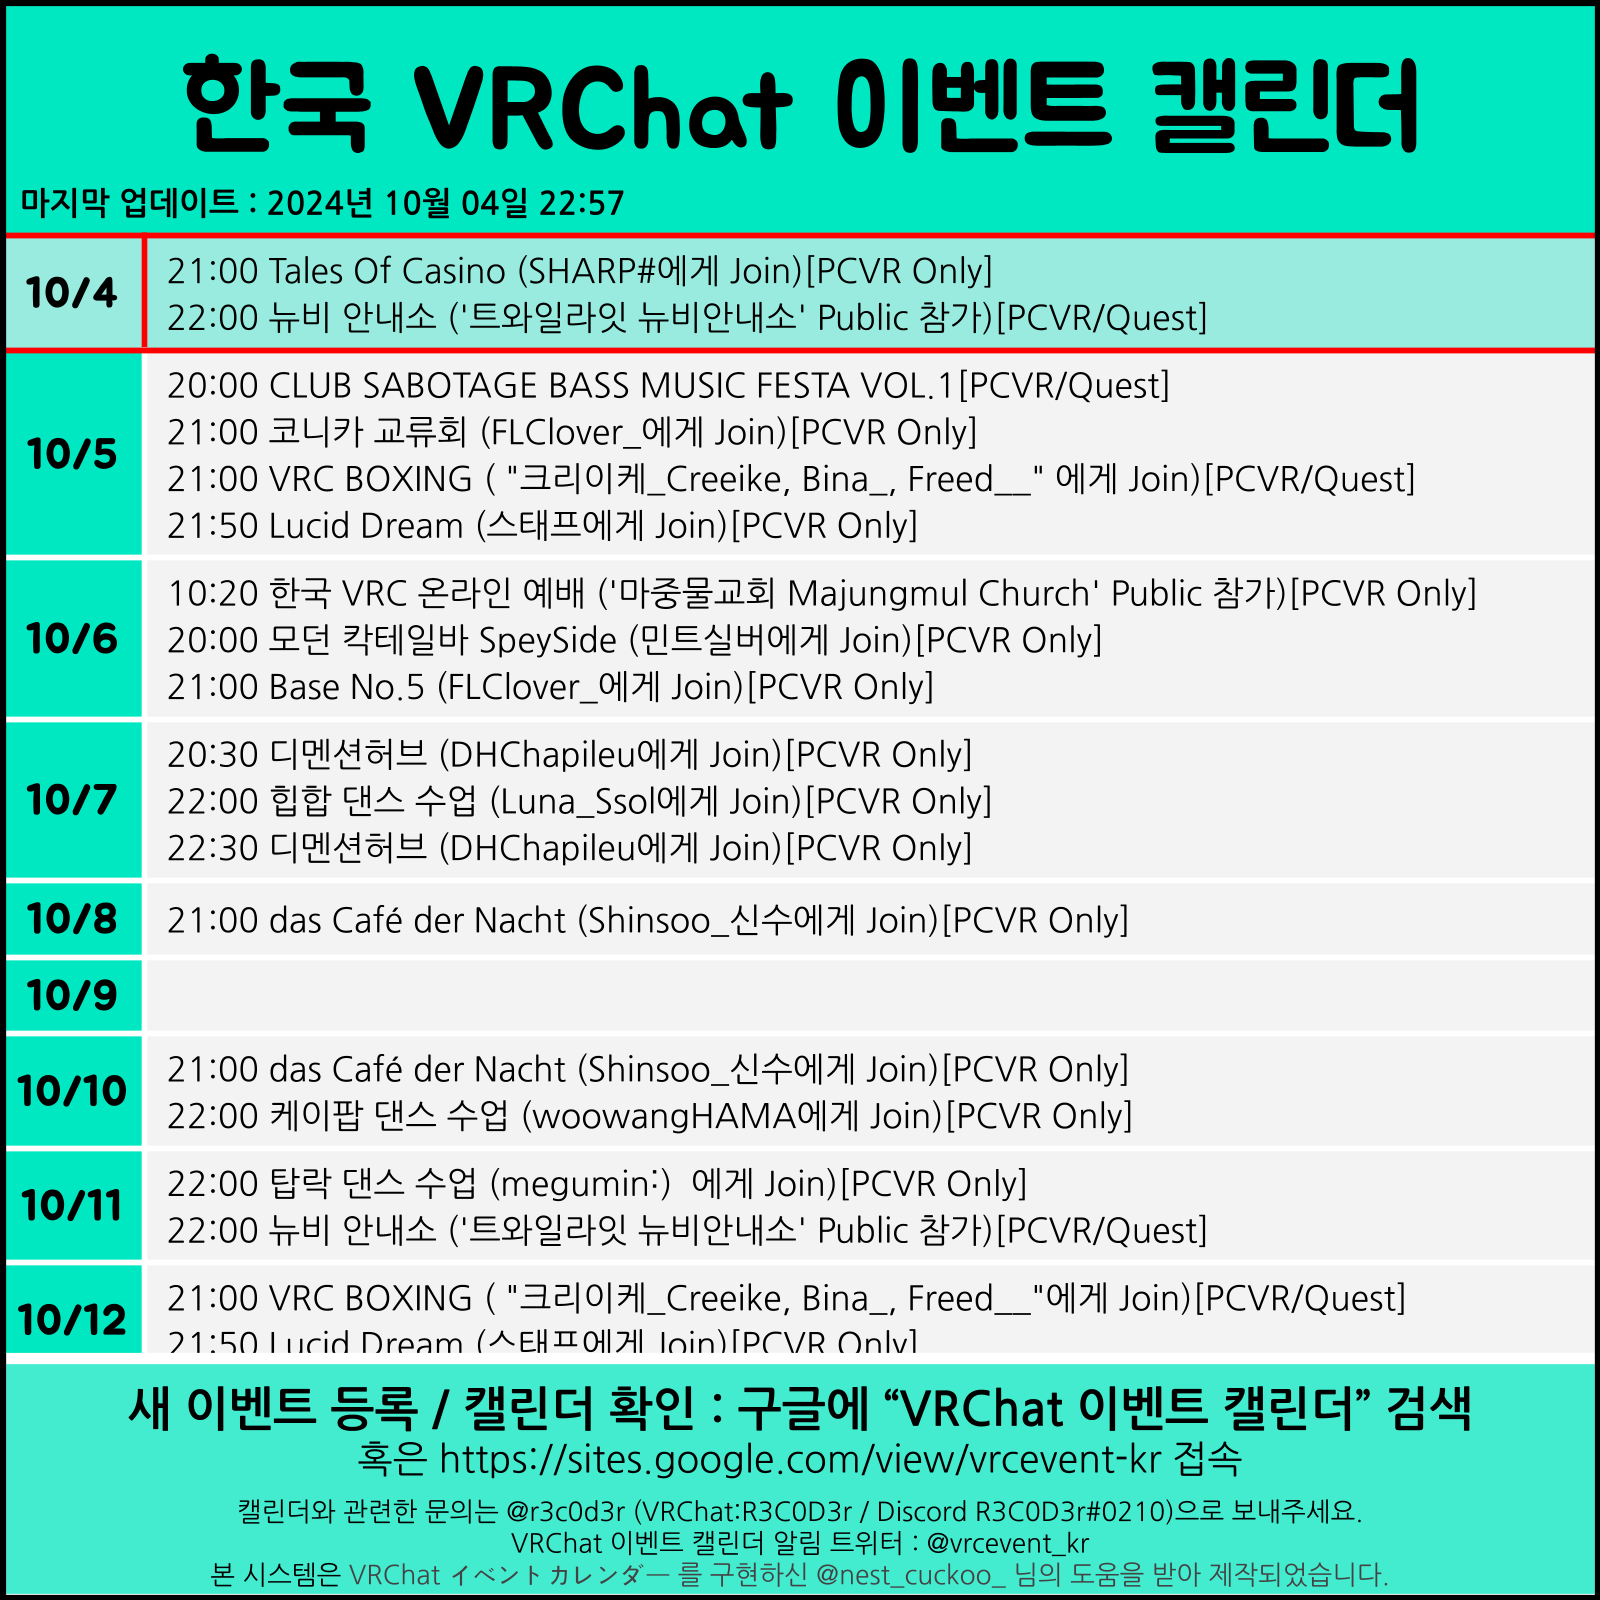 한국 VRChat 이벤트 캘린더
마지막 업데이트 : 2024년 10월 04일 22:57
10/4
21:00 Tales Of Casino (SHARP#에게 Join)[PCVR Only]
22:00 뉴비 안내소 ('트와일라잇 뉴비안내소' Public 참가)[PCVR/Quest]
10/5
20:00 CLUB SABOTAGE BASS MUSIC FESTA VOL.1[PCVR/Quest]
21:00 코니카 교류회 (FLClover_에게 Join)[PCVR Only]
21:00 VRC BOXING ( "크리이케_Creeike, Bina_, Freed__" 에게 Join)[PCVR/Quest]
21:50 Lucid Dream (스태프에게 Join)[PCVR Only]
10/6
10:20 한국 VRC 온라인 예배 ('마중물교회 Majungmul Church' Public 참가)[PCVR Only]
20:00 모던 칵테일바 SpeySide (민트실버에게 Join)[PCVR Only]
21:00 Base No.5 (FLClover_에게 Join)[PCVR Only]
10/7
20:30 디멘션허브 (DHChapileu에게 Join)[PCVR Only]
22:00 힙합 댄스 수업 (Luna_Ssol에게 Join)[PCVR Only]
22:30 디멘션허브 (DHChapileu에게 Join)[PCVR Only]
10/8
21:00 das Café der Nacht (Shinsoo_신수에게 Join)[PCVR Only]
10/9
10/10
21:00 das Café der Nacht (Shinsoo_신수에게 Join)[PCVR Only]
22:00 케이팝 댄스 수업 (woowangHAMA에게 Join)[PCVR Only]
10/11
22:00 탑락 댄스 수업 (megumin:)  에게 Join)[PCVR Only]
22:00 뉴비 안내소 ('트와일라잇 뉴비안내소' Public 참가)[PCVR/Quest]
10/12
21:00 VRC BOXING ( "크리이케_Creeike, Bina_, Freed__"에게 Join)[PCVR/Quest]
21:50 Lucid Dream (스태프에게 Join)[PCVR Only]
새 이벤트 등록 / 캘린더 확인 : 구글에 “VRChat 이벤트 캘린더” 검색
혹은 https://sites.google.com/view/vrcevent-kr 접속
캘린더와 관련한 문의는 @r3c0d3r (VRChat:R3C0D3r / Discord R3C0D3r#0210)으로 보내주세요.
VRChat 이벤트 캘린더 알림 트위터 : @vrcevent_kr
본 시스템은 VRChat イベントカレンダー 를 구현하신 @nest_cuckoo_ 님의 도움을 받아 제작되었습니다.